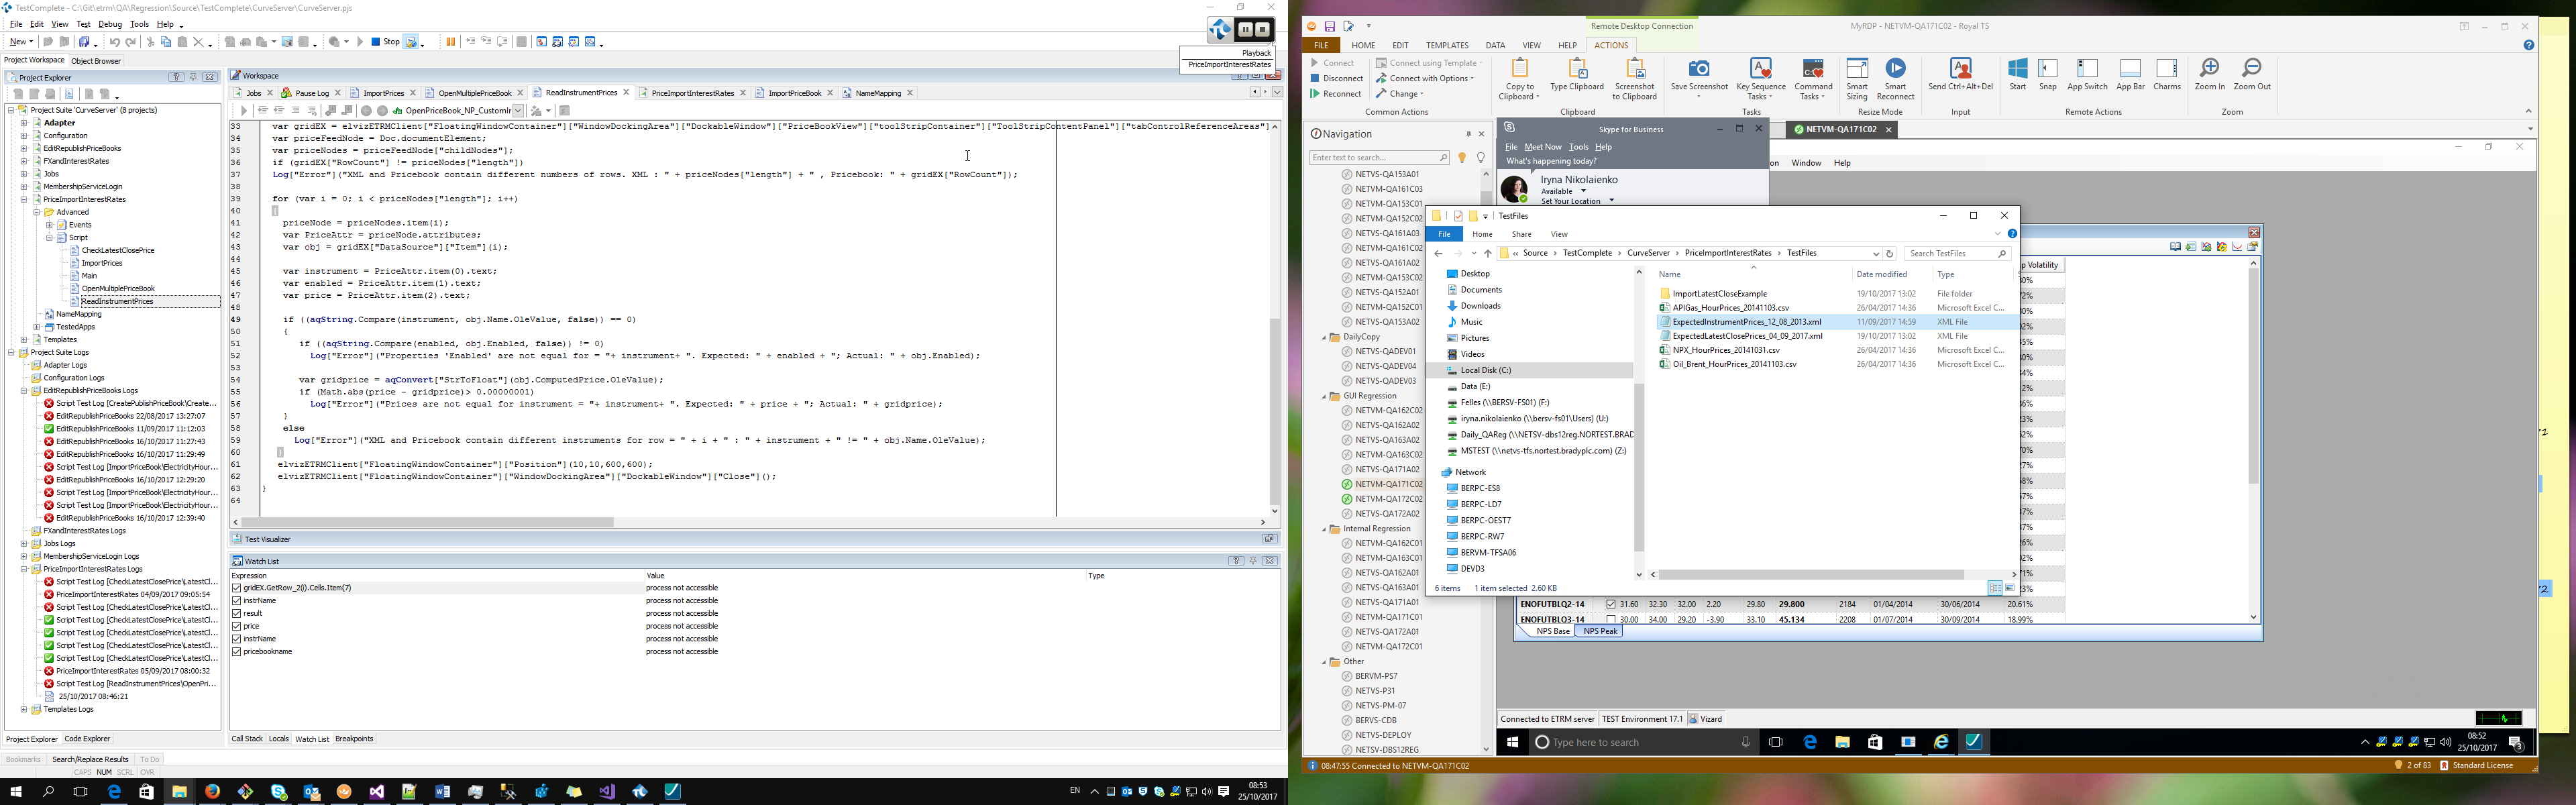 TestComplete - C:\Git\etrm\QA\Regression\Source\TestComplete\CurveServer\CurveServer.pjs
File Edit View Test Debug Tools Help
New
Stop
Playback
PriceImportInterestRates
Project Workspace Object Browser
Project Explorer
Project Suite 'CurveServer' (8 projects)
Adapter
Configuration
EditRepublishPriceBooks
FXandInterestRates
Jobs
MembershipServiceLogin
PriceImportInterestRates
Advanced
Events
Script
CheckLatestClosePrice
ImportPrices
Main
OpenMultiplePriceBook
ReadInstrumentPrices
NameMapping
TestedApps
Templates
Project Suite Logs
Adapter Logs
Configuration Logs
EditRepublishPriceBooks Logs
Script Test Log [CreatePublishPriceBook\Create...
EditRepublishPriceBooks 22/08/2017 13:27:07
EditRepublishPriceBooks 11/09/2017 11:12:03
EditRepublishPriceBooks 16/10/2017 11:27:43
EditRepublishPriceBooks 16/10/2017 11:29:49
Script Test Log [ImportPriceBook\ElectricityHour...
EditRepublishPriceBooks 16/10/2017 12:29:20
Script Test Log [ImportPriceBook\ElectricityHour...
Script Test Log [ImportPriceBook\ElectricityHour...
EditRepublishPriceBooks 16/10/2017 12:39:40
FXandInterestRates Logs
Jobs Logs
MembershipServiceLogin Logs
PriceImportInterestRates Logs
Script Test Log [CheckLatestClosePrice\LatestCl...
PriceImportInterestRates 04/09/2017 09:05:54
Script Test Log [CheckLatestClosePrice\LatestCl...
Script Test Log [CheckLatestClosePrice\LatestCl...
Script Test Log [CheckLatestClosePrice\LatestCl...
Script Test Log [CheckLatestClosePrice\LatestCl...
Script Test Log [CheckLatestClosePrice\LatestCl...
PriceImportInterestRates 05/09/2017 08:00:32
Script Test Log [ReadInstrumentPrices\OpenPri...
25/10/2017 08:46:21
Templates Logs
Project Explorer Code Explorer
Bookmarks Search/Replace Results To Do
CAPS NUM SCRL OVR
Workspace
Jobs Pause Log ImportPrices OpenMultiplePriceBook ReadInstrumentPrices PriceImportInterestRates ImportPriceBook NameMapping
OpenPriceBook_NP_CustomIr
33 var gridEX = elvizETRMClient["FloatingWindowContainer"]["WindowDockingArea"]["DockableWindow"]["PriceBookView"]["toolStripContainer"]["ToolStripContentPanel"]["tabControlReferenceAreas"]
34 var priceFeedNode = Doc.documentElement;
35 var priceNodes = priceFeedNode["childNodes"];
36 if (gridEX["RowCount"] != priceNodes["length"])
37 Log["Error"]("XML and Pricebook contain different numbers of rows. XML : " + priceNodes["length"] + " , Pricebook: " + gridEX["RowCount"]);
38
39 for (var i = 0; i < priceNodes["length"]; i++)
40 {
41 priceNode = priceNodes.item(i);
42 var PriceAttr = priceNode.attributes;
43 var obj = gridEX["DataSource"]["Item"](i);
44
45 var instrument = PriceAttr.item(0).text;
46 var enabled = PriceAttr.item(1).text;
47 var price = PriceAttr.item(2).text;
48
49 if ((aqString.Compare(instrument, obj.Name.OleValue, false)) == 0)
50 {
51 if ((aqString.Compare(enabled, obj.Enabled, false)) != 0)
52 Log["Error"]("Properties 'Enabled' are not equal for = "+ instrument+ ". Expected: " + enabled + "; Actual: " + obj.Enabled);
53
54 var gridprice = aqConvert["StrToFloat"](obj.ComputedPrice.OleValue);
55 if (Math.abs(price - gridprice)> 0.00000001)
56 Log["Error"]("Prices are not equal for instrument = "+ instrument+ ". Expected: " + price + "; Actual: " + gridprice);
57 }
58 else
59 Log["Error"]("XML and Pricebook contain different instruments for row = " + i + " : " + instrument + " != " + obj.Name.OleValue);
60 }
61 elvizETRMClient["FloatingWindowContainer"]["Position"](10,10,600,600);
62 elvizETRMClient["FloatingWindowContainer"]["WindowDockingArea"]["DockableWindow"]["Close"]();
63 }
64
Test Visualizer
Watch List
Expression Value Type
gridEX.GetRow_2(i).Cells.Item(7) process not accessible
instrName process not accessible
result process not accessible
price process not accessible
instrName process not accessible
pricebookname process not accessible
Call Stack Locals Watch List Breakpoints
EN 08:53
25/10/2017
Remote Desktop Connection
MyRDP - NETVM-QA171C02 - Royal TS
FILE HOME EDIT TEMPLATES DATA VIEW HELP ACTIONS
Connect Connect using Template
Disconnect Connect with Options
Reconnect Change
Common Actions
Copy to Clipboard Type Clipboard Screenshot to Clipboard
Clipboard
Save Screenshot Key Sequence Tasks Command Tasks
Tasks
Smart Sizing Smart Reconnect
Resize Mode
Send Ctrl+Alt+Del
Input
Start Snap App Switch App Bar Charms
Remote Actions
Zoom In Zoom Out
Zoom
Navigation
Enter text to search...
NETVS-QA153A01
NETVM-QA161C03
NETVM-QA153C01
NETVM-QA152C02
NETVS-QA161A03
NETVM-QA161C02
NETVS-QA161A02
NETVM-QA153C02
NETVS-QA152A01
NETVM-QA152C01
NETVS-QA153A02
DailyCopy
NETVS-QADEV01
NETVS-QADEV04
NETVS-QADEV03
GUI Regression
NETVM-QA162C02
NETVS-QA162A02
NETVS-QA163A02
NETVM-QA163C02
NETVS-QA171A02
NETVM-QA171C02
NETVM-QA172C02
NETVS-QA172A02
Internal Regression
NETVM-QA162C01
NETVM-QA163C01
NETVS-QA162A01
NETVS-QA163A01
NETVS-QA171A01
NETVM-QA171C01
NETVS-QA172A01
NETVM-QA172C01
Other
BERVM-PS7
NETVS-P31
NETVS-PM-07
BERVS-CDB
NETVS-DEPLOY
NETSV-DBS12REG
08:47:55 Connected to NETVM-QA171C02
2 of 83 Standard License
Skype for Business
File Meet Now Tools Help
What's happening today?
Iryna Nikolaienko
Available
Set Your Location
NETVM-QA171C02
on Window Help
TestFiles
File Home Share View
Source TestComplete CurveServer PriceImportInterestRates TestFiles
Search TestFiles
Desktop
Documents
Downloads
Music
Pictures
Videos
Local Disk (C:)
Data (E:)
Felles (\\BERSV-FS01) (F:)
iryna.nikolaienko (\\bersv-fs01\Users) (U:)
Daily_QAReg (\\NETSV-dbs12reg.NORTEST.BRAD
MSTEST (\\netvs-tfs.nortest.bradyplc.com) (Z:)
Network
BERPC-ES8
BERPC-LD7
BERPC-OEST7
BERPC-RW7
BERVM-TFSA06
DEVD3
Name Date modified Type
ImportLatestCloseExample 19/10/2017 13:02 File folder
APIGas_HourPrices_20141103.csv 26/04/2017 14:36 Microsoft Excel C...
ExpectedInstrumentPrices_12_08_2013.xml 11/09/2017 14:59 XML File
ExpectedLatestClosePrices_04_09_2017.xml 19/10/2017 13:02 XML File
NPX_HourPrices_20141031.csv 26/04/2017 14:36 Microsoft Excel C...
Oil_Brent_HourPrices_20141103.csv 26/04/2017 14:36 Microsoft Excel C...
6 items 1 item selected 2.60 KB
p Volatility
ENOFUTBLQ2-14 31.60 32.30 32.00 2.20 29.80 29.800 2184 01/04/2014 30/06/2014 20.61%
ENOFUTBLQ3-14 30.00 34.00 29.20 -3.90 33.10 45.134 2208 01/07/2014 30/09/2014 18.99%
NPS Base NPS Peak
Connected to ETRM server TEST Environment 17.1 Vizard
Type here to search
08:52
25/10/2017